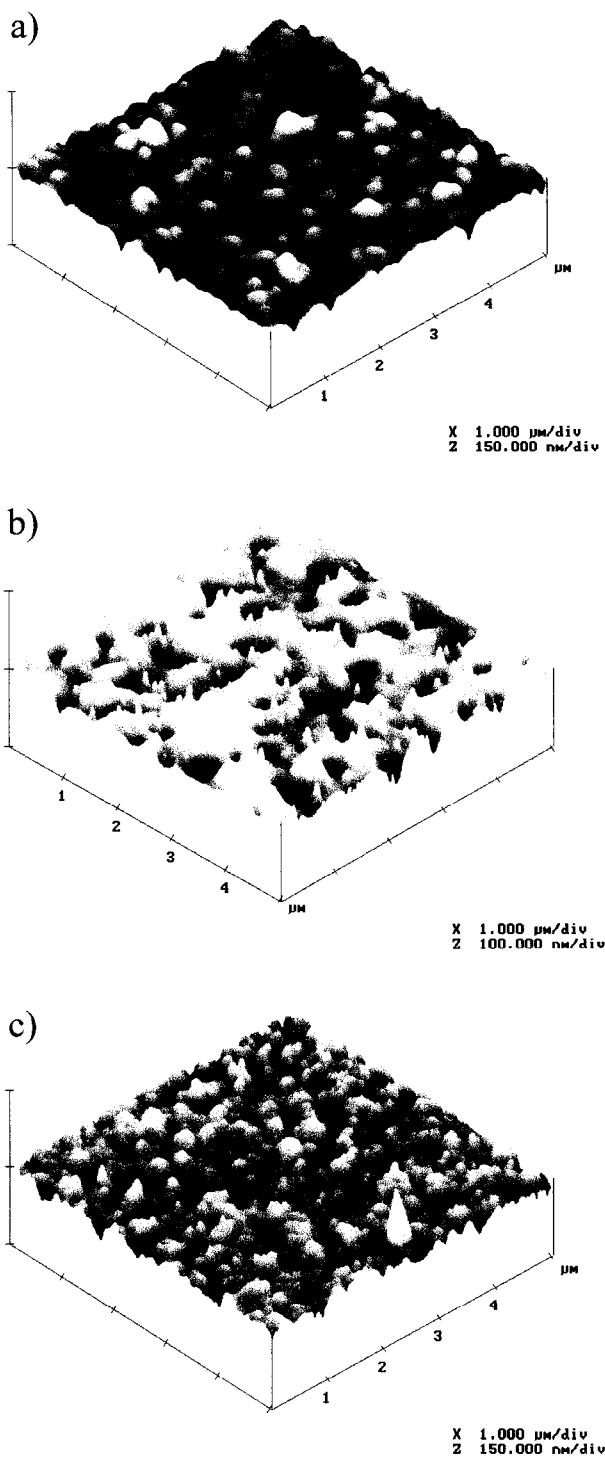 a)
µm
4
3
2
1
X 1.000 µm/div
Z 150.000 nm/div
b)
1
2
3
4
µm
X 1.000 µm/div
Z 100.000 nm/div
c)
µm
4
3
2
1
X 1.000 µm/div
Z 150.000 nm/div